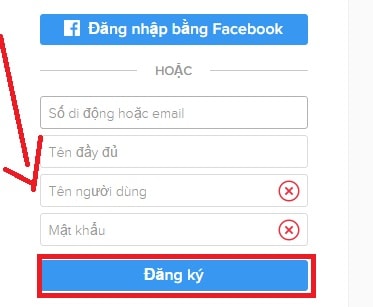 Đăng nhập bằng Facebook
HOẶC
Số di động hoặc email
Tên đầy đủ
Tên người dùng
Mật khẩu
Đăng ký